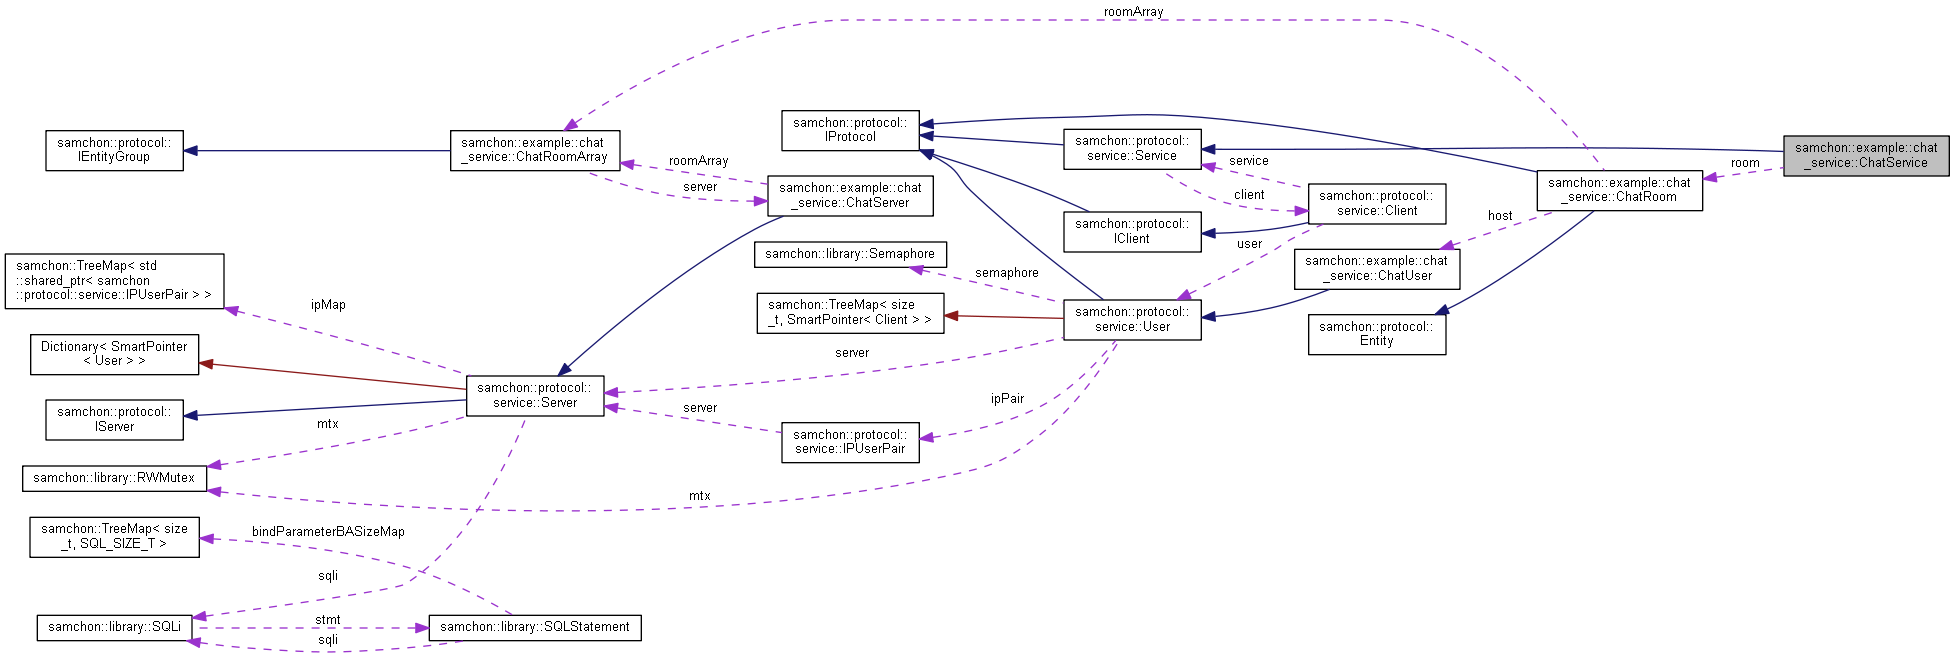 roomArray
samchon::protocol::
IProtocol
samchon::protocol::
IEntityGroup
samchon::example::chat
_service::ChatRoomArray
samchon::protocol::
service::Service
samchon::example::chat
_service::ChatService
roomArray
service
room
server
samchon::example::chat
_service::ChatServer
client
samchon::protocol::
service::Client
samchon::example::chat
_service::ChatRoom
samchon::protocol::
IClient
host
user
samchon::library::Semaphore
samchon::example::chat
_service::ChatUser
samchon::TreeMap< std
::shared_ptr< samchon
::protocol::service::IPUserPair > >
semaphore
ipMap
samchon::TreeMap< size
_t, SmartPointer< Client > >
samchon::protocol::
service::User
samchon::protocol::
Entity
Dictionary< SmartPointer
< User > >
server
samchon::protocol::
service::Server
samchon::protocol::
IServer
server
ipPair
mtx
samchon::protocol::
service::IPUserPair
samchon::library::RWMutex
mtx
samchon::TreeMap< size
_t, SQL_SIZE_T >
bindParameterBASizeMap
sqli
samchon::library::SQLi
stmt
samchon::library::SQLStatement
sqli